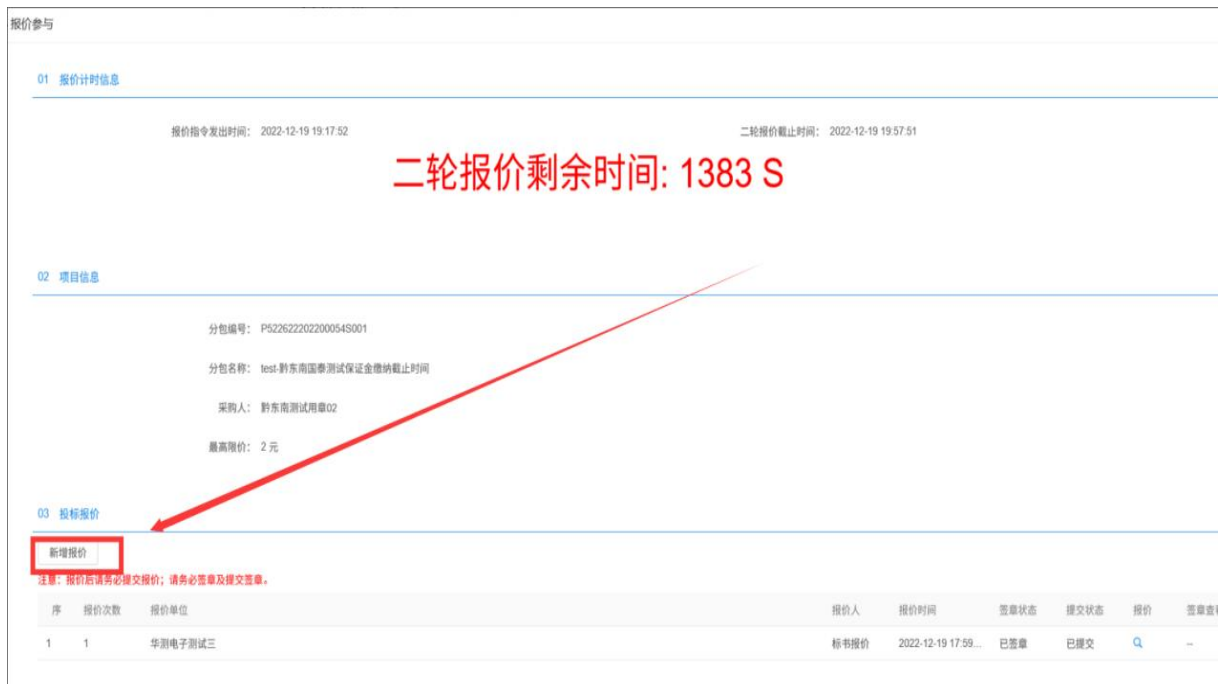 报价参与
01 报价计时信息
报价指令发出时间： 2022-12-19 19:17:52 二轮报价截止时间： 2022-12-19 19:57:51
二轮报价剩余时间: 1383 S
02 项目信息
分包编号： P522622202200054S001
分包名称： test-黔东南国泰测试保证金缴纳截止时间
采购人： 黔东南测试用章02
最高限价： 2 元
03 投标报价
新增报价
注意：报价后请务必提交报价；请务必签章及提交签章。
序 报价次数 报价单位 报价人 报价时间 签章状态 提交状态 报价 签章查
1 1 华测电子测试三 标书报价 2022-12-19 17:59... 已签章 已提交 --